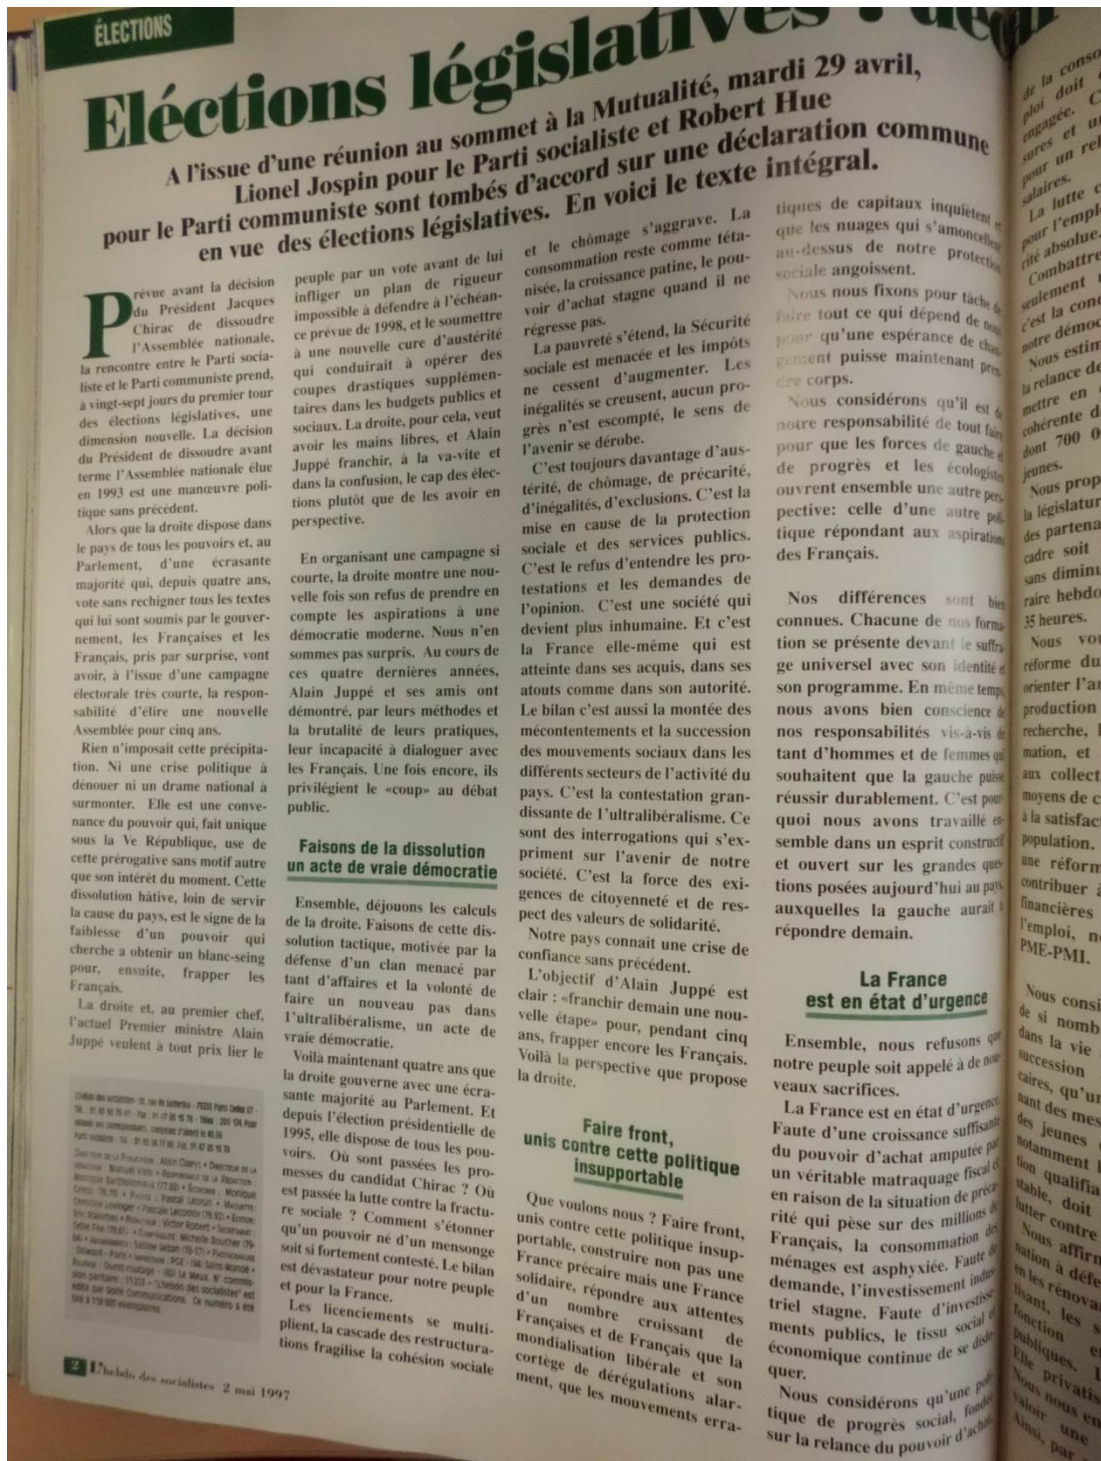 ÉLECTIONS
Eléctions législatives :
A l'issue d'une réunion au sommet à la Mutualité, mardi 29 avril,
Lionel Jospin pour le Parti socialiste et Robert Hue
pour le Parti communiste sont tombés d'accord sur une déclaration commune
en vue des élections législatives. En voici le texte intégral.
Prévue avant la décision
du Président Jacques
Chirac de dissoudre
l'Assemblée nationale,
la rencontre entre le Parti socia-
liste et le Parti communiste prend,
à vingt-sept jours du premier tour
des élections législatives, une
dimension nouvelle. La décision
du Président de dissoudre avant
terme l'Assemblée nationale élue
en 1993 est une manœuvre poli-
tique sans précédent.
Alors que la droite dispose dans
le pays de tous les pouvoirs et, au
Parlement, d'une écrasante
majorité qui, depuis quatre ans,
vote sans rechigner tous les textes
qui lui sont soumis par le gouver-
nement, les Françaises et les
Français, pris par surprise, vont
avoir, à l'issue d'une campagne
électorale très courte, la respon-
sabilité d'élire une nouvelle
Assemblée pour cinq ans.
Rien n'imposait cette précipita-
tion. Ni une crise politique à
dénouer ni un drame national à
surmonter. Elle est une conve-
nance du pouvoir qui, fait unique
sous la Ve République, use de
cette prérogative sans motif autre
que son intérêt du moment. Cette
dissolution hâtive, loin de servir
la cause du pays, est le signe de la
faiblesse d'un pouvoir qui
cherche a obtenir un blanc-seing
pour, ensuite, frapper les
Français.
La droite et, au premier chef,
l'actuel Premier ministre Alain
Juppé veulent à tout prix lier le
peuple par un vote avant de lui
infliger un plan de rigueur
impossible à défendre à l'échéan-
ce prévue de 1998, et le soumettre
à une nouvelle cure d'austérité
qui conduirait à opérer des
coupes drastiques supplémen-
taires dans les budgets publics et
sociaux. La droite, pour cela, veut
avoir les mains libres, et Alain
Juppé franchir, à la va-vite et
dans la confusion, le cap des élec-
tions plutôt que de les avoir en
perspective.
En organisant une campagne si
courte, la droite montre une nou-
velle fois son refus de prendre en
compte les aspirations à une
démocratie moderne. Nous n'en
sommes pas surpris. Au cours de
ces quatre dernières années,
Alain Juppé et ses amis ont
démontré, par leurs méthodes et
la brutalité de leurs pratiques,
leur incapacité à dialoguer avec
les Français. Une fois encore, ils
privilégient le «coup» au débat
public.
Faisons de la dissolution
un acte de vraie démocratie
Ensemble, déjouons les calculs
de la droite. Faisons de cette dis-
solution tactique, motivée par la
défense d'un clan menacé par
tant d'affaires et la volonté de
faire un nouveau pas dans
l'ultralibéralisme, un acte de
vraie démocratie.
Voilà maintenant quatre ans que
la droite gouverne avec une écra-
sante majorité au Parlement. Et
depuis l'élection présidentielle de
1995, elle dispose de tous les pou-
voirs. Où sont passées les pro-
messes du candidat Chirac ? Où
est passée la lutte contre la fractu-
re sociale ? Comment s'étonner
qu'un pouvoir né d'un mensonge
soit si fortement contesté. Le bilan
est dévastateur pour notre peuple
et pour la France.
Les licenciements se multi-
plient, la cascade des restructura-
tions fragilise la cohésion sociale
et le chômage s'aggrave. La
consommation reste comme téta-
nisée, la croissance patine, le pou-
voir d'achat stagne quand il ne
régresse pas.
La pauvreté s'étend, la Sécurité
sociale est menacée et les impôts
ne cessent d'augmenter. Les
inégalités se creusent, aucun pro-
grès n'est escompté, le sens de
l'avenir se dérobe.
C'est toujours davantage d'aus-
térité, de chômage, de précarité,
d'inégalités, d'exclusions. C'est la
mise en cause de la protection
sociale et des services publics.
C'est le refus d'entendre les pro-
testations et les demandes de
l'opinion. C'est une société qui
devient plus inhumaine. Et c'est
la France elle-même qui est
atteinte dans ses acquis, dans ses
atouts comme dans son autorité.
Le bilan c'est aussi la montée des
mécontentements et la succession
des mouvements sociaux dans les
différents secteurs de l'activité du
pays. C'est la contestation gran-
dissante de l'ultralibéralisme. Ce
sont des interrogations qui s'ex-
priment sur l'avenir de notre
société. C'est la force des exi-
gences de citoyenneté et de res-
pect des valeurs de solidarité.
Notre pays connait une crise de
confiance sans précédent.
L'objectif d'Alain Juppé est
clair : «franchir demain une nou-
velle étape» pour, pendant cinq
ans, frapper encore les Français.
Voilà la perspective que propose
la droite.
Faire front,
unis contre cette politique
insupportable
Que voulons nous ? Faire front,
unis contre cette politique insup-
portable, construire non pas une
France précaire mais une France
solidaire, répondre aux attentes
d'un nombre croissant de
Françaises et de Français que la
mondialisation libérale et son
cortège de dérégulations alar-
ment, que les mouvements erra-
tiques de capitaux inquiètent et
que les nuages qui s'amoncellent
au-dessus de notre protection
sociale angoissent.
Nous nous fixons pour tâche de
faire tout ce qui dépend de nous
pour qu'une espérance de chan-
gement puisse maintenant pren-
dre corps.
Nous considérons qu'il est de
notre responsabilité de tout faire
pour que les forces de gauche et
de progrès et les écologistes
ouvrent ensemble une autre pers-
pective: celle d'une autre poli-
tique répondant aux aspirations
des Français.
Nos différences sont bien
connues. Chacune de nos forma-
tion se présente devant le suffra-
ge universel avec son identité et
son programme. En même temps,
nous avons bien conscience de
nos responsabilités vis-à-vis de
tant d'hommes et de femmes qui
souhaitent que la gauche puisse
réussir durablement. C'est pour-
quoi nous avons travaillé en-
semble dans un esprit constructif
et ouvert sur les grandes ques-
tions posées aujourd'hui au pays,
auxquelles la gauche aurait à
répondre demain.
La France
est en état d'urgence
Ensemble, nous refusons que
notre peuple soit appelé à de nou-
veaux sacrifices.
La France est en état d'urgence.
Faute d'une croissance suffisante
du pouvoir d'achat amputée par
un véritable matraquage fiscal et
en raison de la situation de préca-
rité qui pèse sur des millions de
Français, la consommation des
ménages est asphyxiée. Faute de
demande, l'investissement indus-
triel stagne. Faute d'investisse-
ments publics, le tissu social et
économique continue de se dislo-
quer.
Nous considérons qu'une poli-
tique de progrès social, fondée
sur la relance du pouvoir d'achat,
2 L'hebdo des socialistes 2 mai 1997